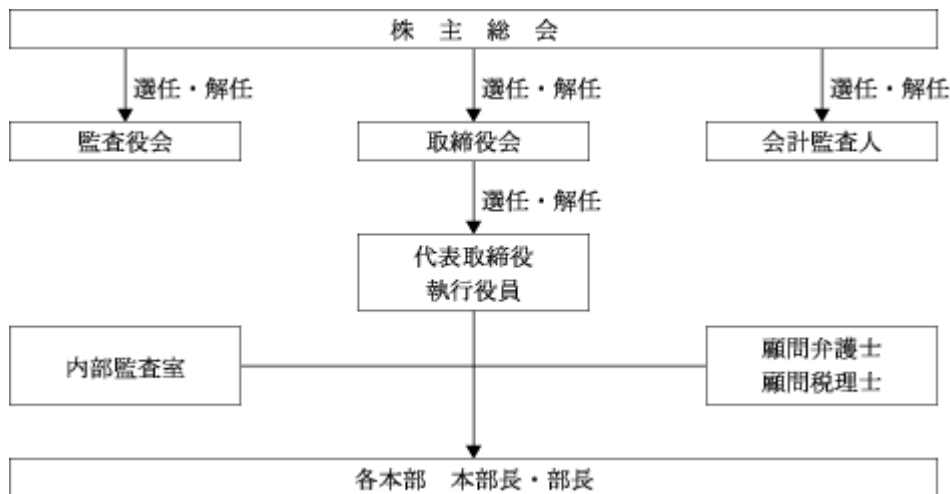 株 主 総 会
選任・解任
選任・解任
選任・解任
監査役会
取締役会
会計監査人
選任・解任
代表取締役
執行役員
内部監査室
顧問弁護士
顧問税理士
各本部 本部長・部長